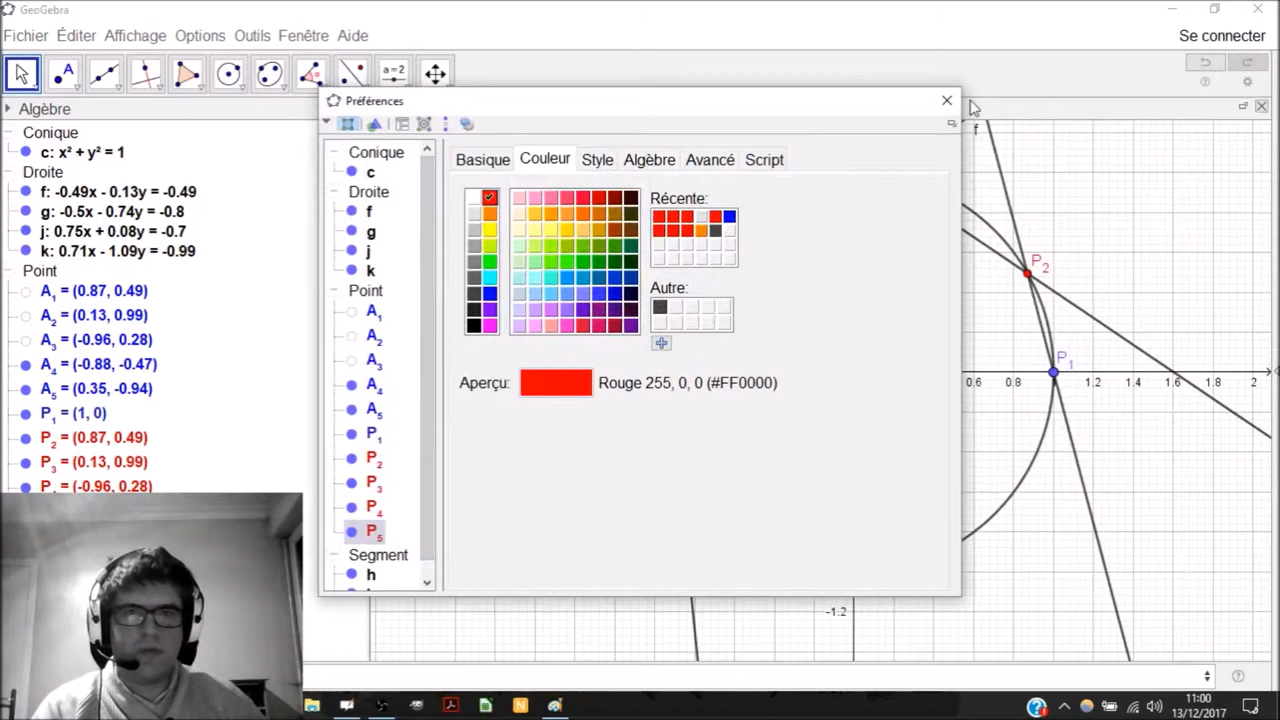 GeoGebra
Fichier Éditer Affichage Options Outils Fenêtre Aide
Se connecter
A
a=2
Algèbre
Conique
c: x² + y² = 1
Droite
f: -0.49x - 0.13y = -0.49
g: -0.5x - 0.74y = -0.8
j: 0.75x + 0.08y = -0.7
k: 0.71x - 1.09y = -0.99
Point
A₁ = (0.87, 0.49)
A₂ = (0.13, 0.99)
A₃ = (-0.96, 0.28)
A₄ = (-0.88, -0.47)
A₅ = (0.35, -0.94)
P₁ = (1, 0)
P₂ = (0.87, 0.49)
P₃ = (0.13, 0.99)
= (-0.96, 0.28)
Préférences
Conique
c
Droite
f
g
j
k
Point
A₁
A₂
A₃
A₄
A₅
P₁
P₂
P₃
P₄
P₅
Segment
h
Basique Couleur Style Algèbre Avancé Script
Récente:
Autre:
Aperçu: Rouge 255, 0, 0 (#FF0000)
f
P₂
P₁
0.6 0.8 1.2 1.4 1.6 1.8 2
-1.2
N
11:00
13/12/2017